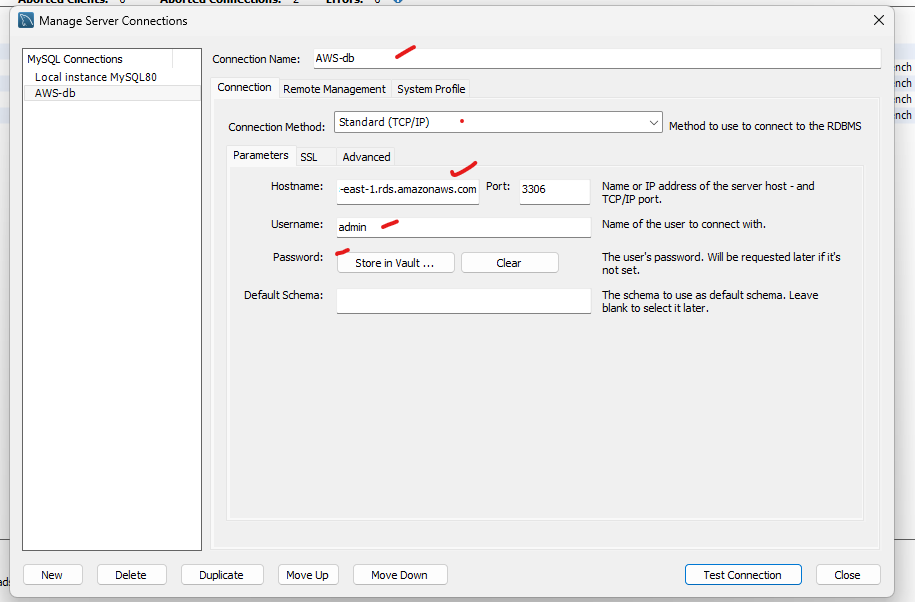 Aborted Clients: 0 Aborted Connections: 2 Errors: 0
Manage Server Connections
MySQL Connections
Local instance MySQL80
AWS-db
Connection Name: AWS-db
Connection Remote Management System Profile
Connection Method: Standard (TCP/IP) Method to use to connect to the RDBMS
Parameters SSL Advanced
Hostname: -east-1.rds.amazonaws.com Port: 3306 Name or IP address of the server host - and
TCP/IP port.
Username: admin Name of the user to connect with.
Password: Store in Vault ... Clear The user's password. Will be requested later if it's
not set.
Default Schema: The schema to use as default schema. Leave
blank to select it later.
New Delete Duplicate Move Up Move Down Test Connection Close